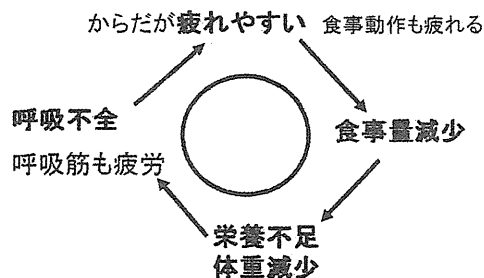 からだが疲れやすい 食事動作も疲れる
呼吸不全
食事量減少
呼吸筋も疲労
栄養不足
体重減少